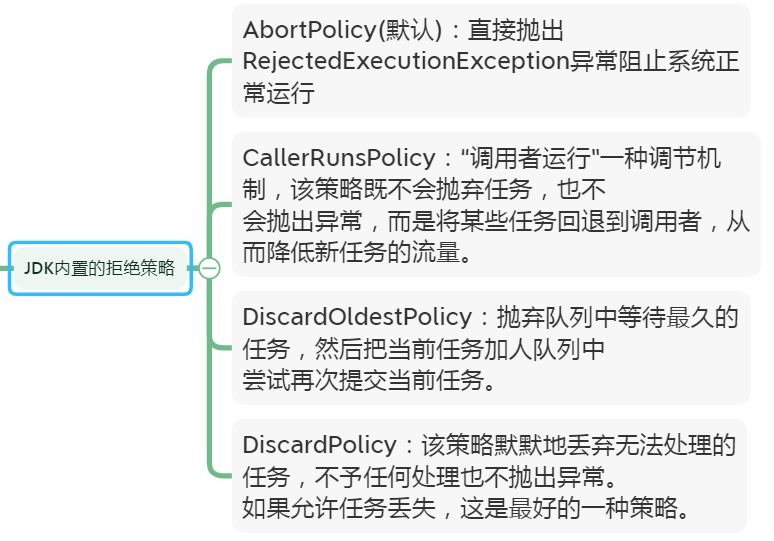 AbortPolicy(默认)：直接抛出
RejectedExecutionException异常阻止系统正
常运行
CallerRunsPolicy："调用者运行"一种调节机
制，该策略既不会抛弃任务，也不
会抛出异常，而是将某些任务回退到调用者，从
而降低新任务的流量。
JDK内置的拒绝策略
DiscardOldestPolicy：抛弃队列中等待最久的
任务，然后把当前任务加人队列中
尝试再次提交当前任务。
DiscardPolicy：该策略默默地丢弃无法处理的
任务，不予任何处理也不抛出异常。
如果允许任务丢失，这是最好的一种策略。